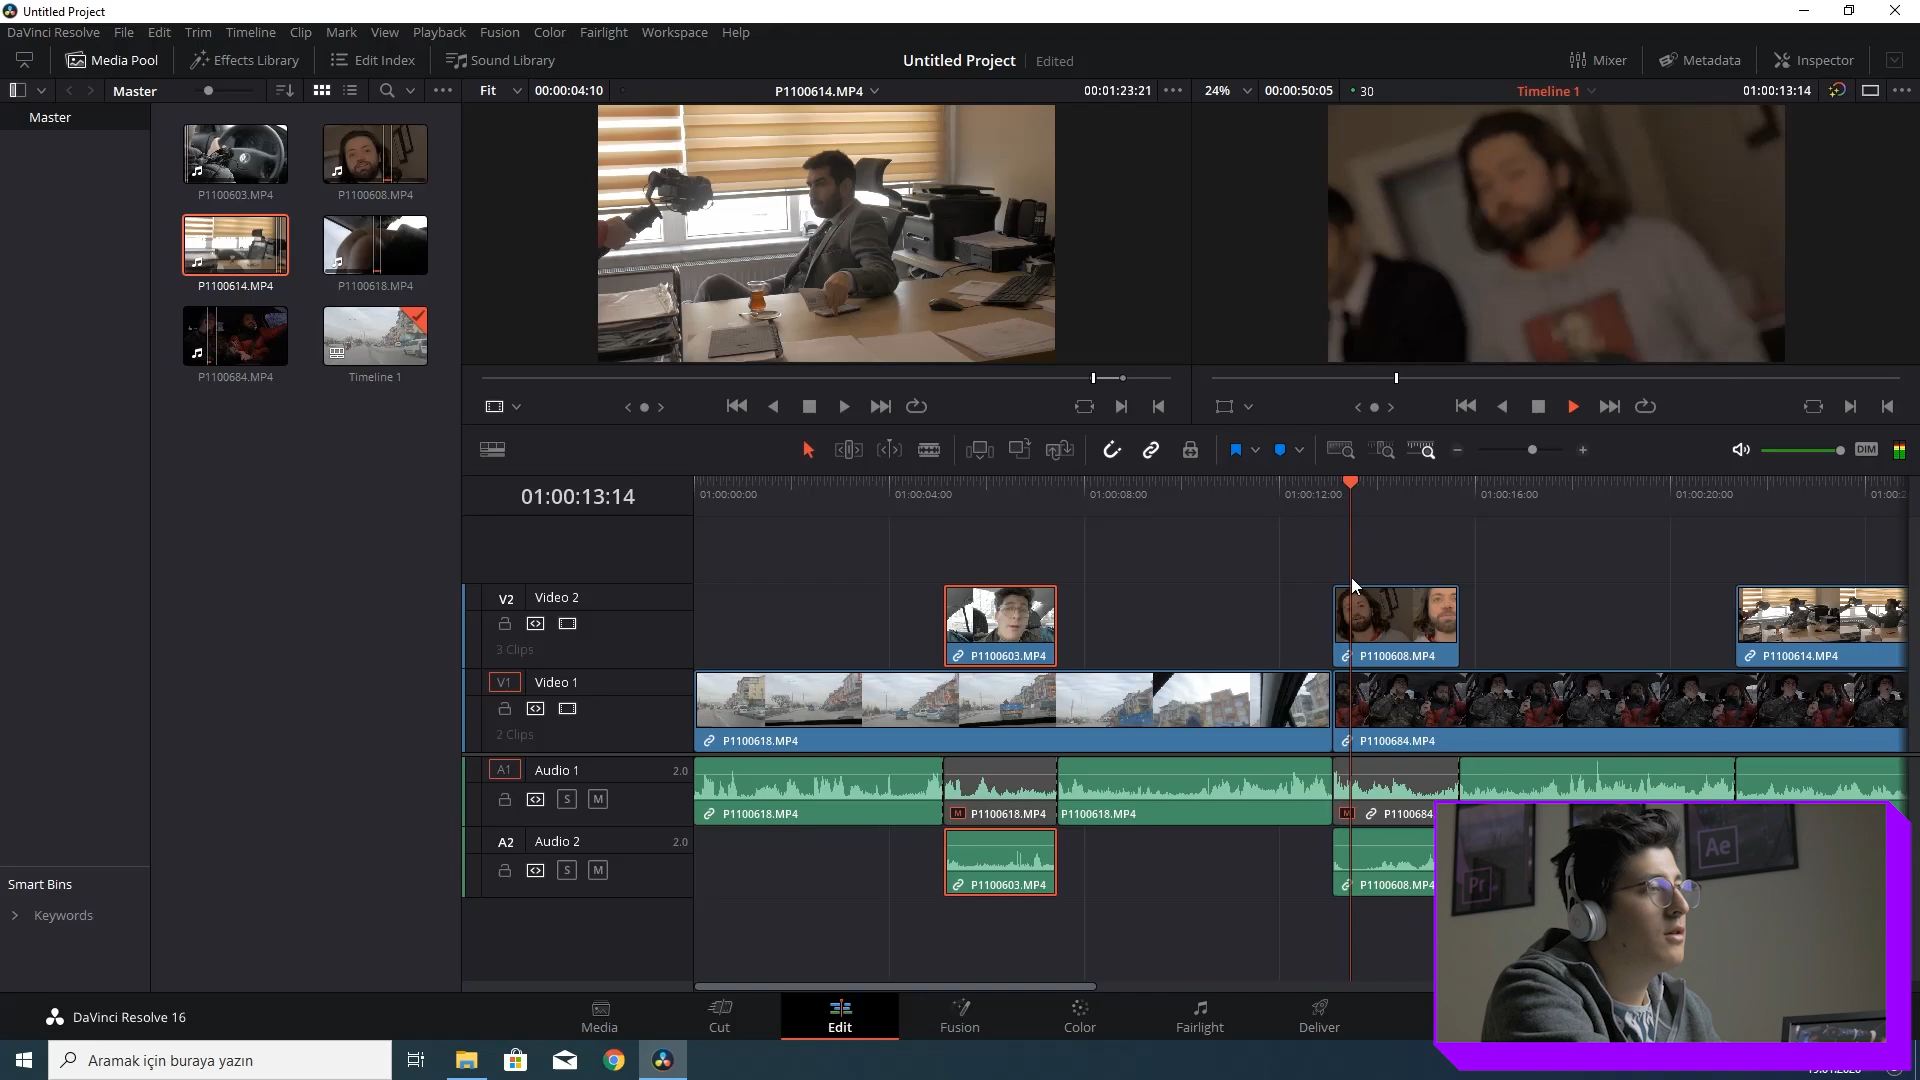 Untitled Project
DaVinci Resolve File Edit Trim Timeline Clip Mark View Playback Fusion Color Fairlight Workspace Help
Media Pool Effects Library Edit Index Sound Library Untitled Project Edited Mixer Metadata Inspector
Master Fit 00:00:04:10 P1100614.MP4 00:01:23:21 24% 00:00:50:05 30 Timeline 1 01:00:13:14
Master
P1100603.MP4 P1100608.MP4
P1100614.MP4 P1100618.MP4
P1100684.MP4 Timeline 1
DIM
01:00:13:14 01:00:00:00 01:00:04:00 01:00:08:00 01:00:12:00 01:00:16:00 01:00:20:00
V2 Video 2
3 Clips
P1100603.MP4 P1100608.MP4 P1100614.MP4
V1 Video 1
2 Clips
P1100618.MP4 P1100684.MP4
A1 Audio 1 2.0
S M
P1100618.MP4 M P1100618.MP4 P1100618.MP4 M P1100684
A2 Audio 2 2.0
S M
P1100603.MP4 P1100608.MP4
Ae
Pr
Smart Bins
Keywords
DaVinci Resolve 16
Media Cut Edit Fusion Color Fairlight Deliver
Aramak için buraya yazın